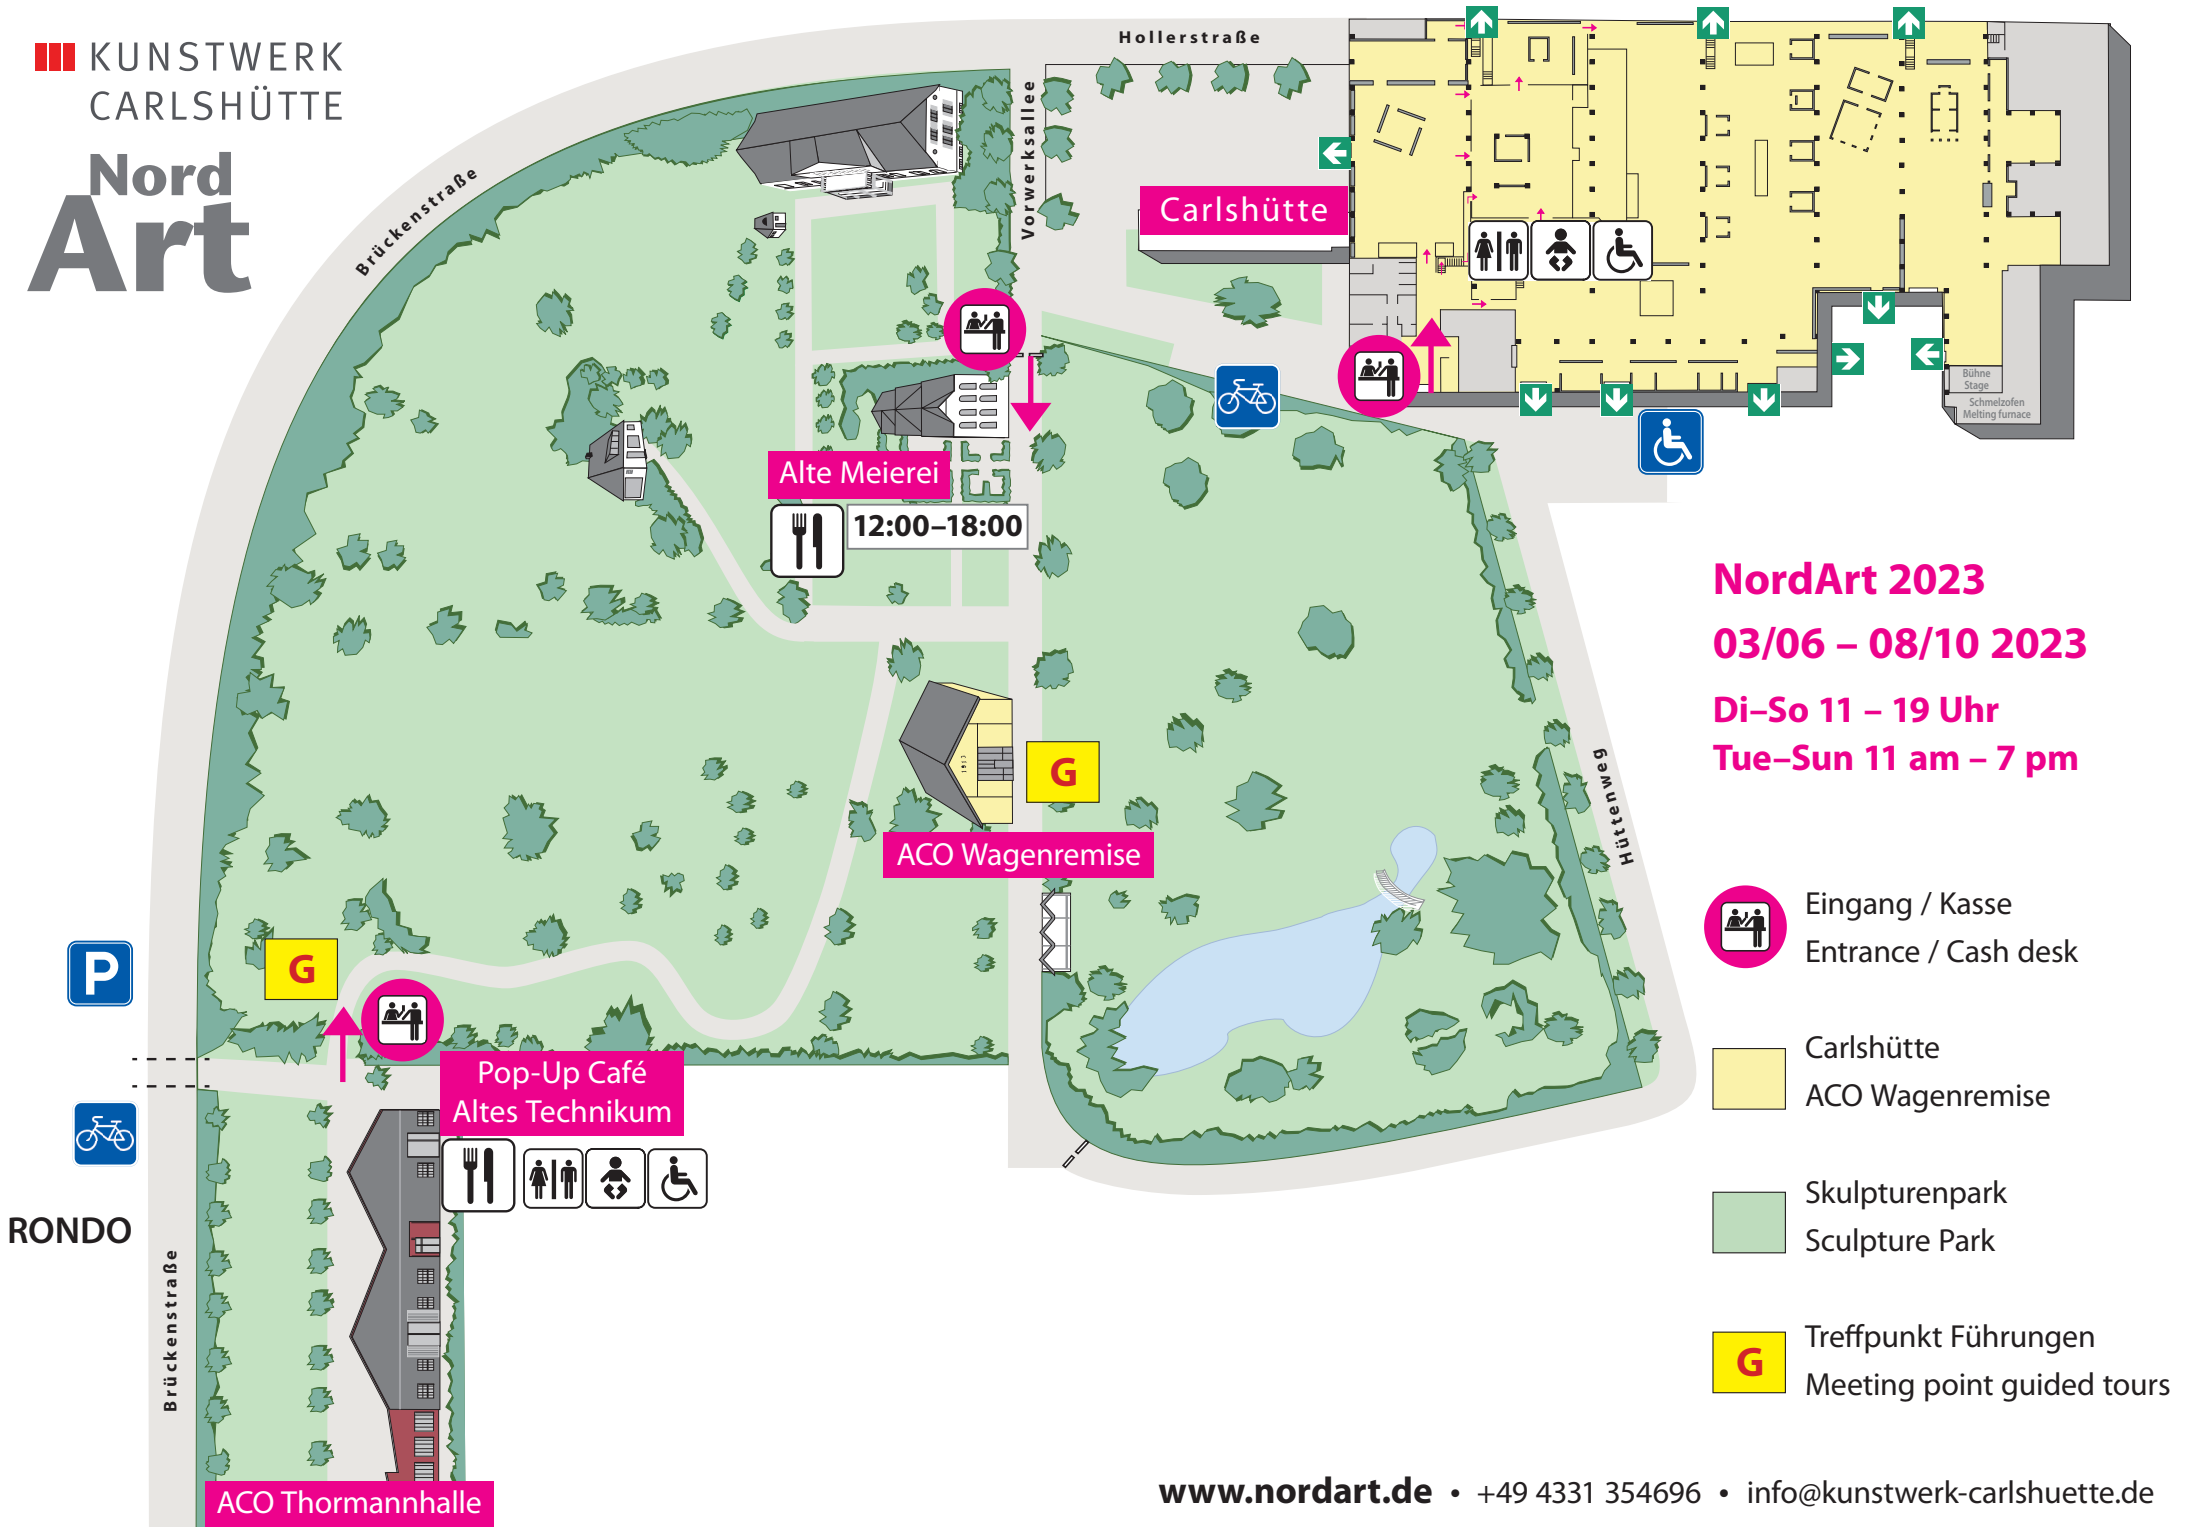 KUNSTWERK
CARLSHÜTTE
Nord
Art
Hollerstraße
Brückenstraße
Vorwerksallee
Carlshütte
Bühne
Stage
Schmelzofen
Melting furnace
Alte Meierei
12:00–18:00
NordArt 2023
03/06 – 08/10 2023
Di–So 11 – 19 Uhr
Tue–Sun 11 am – 7 pm
Hüttenweg
1917
G
ACO Wagenremise
Eingang / Kasse
Entrance / Cash desk
P
G
Pop-Up Café
Altes Technikum
Carlshütte
ACO Wagenremise
RONDO
Brückenstraße
Skulpturenpark
Sculpture Park
G
Treffpunkt Führungen
Meeting point guided tours
ACO Thormannhalle
www.nordart.de • +49 4331 354696 • info@kunstwerk-carlshuette.de